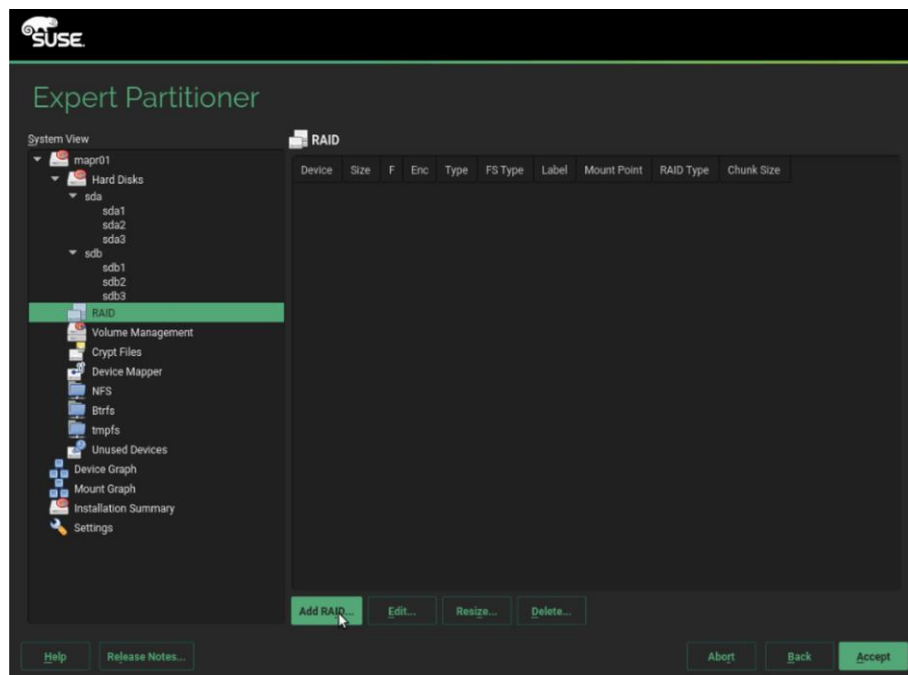 SUSE.
Expert Partitioner
System View
mapr01
Hard Disks
sda
sda1
sda2
sda3
sdb
sdb1
sdb2
sdb3
RAID
Volume Management
Crypt Files
Device Mapper
NFS
Btrfs
tmpfs
Unused Devices
Device Graph
Mount Graph
Installation Summary
Settings
RAID
Device Size F Enc Type FS Type Label Mount Point RAID Type Chunk Size
Add RAID... Edit... Resize... Delete...
Help Release Notes... Abort Back Accept